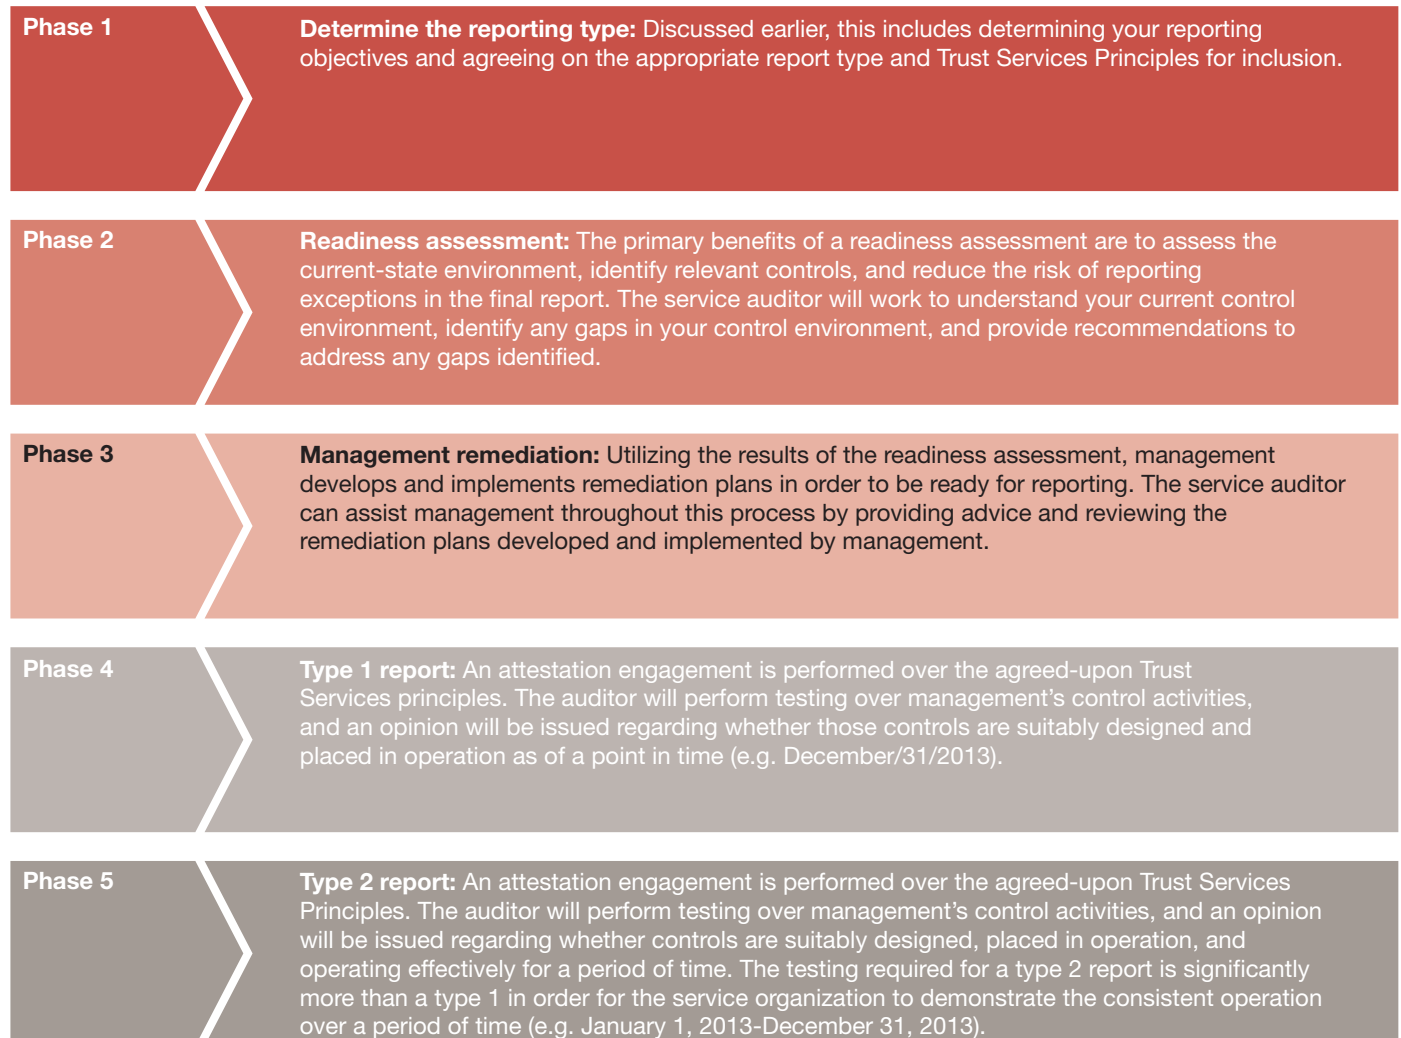 Phase 1
Determine the reporting type: Discussed earlier, this includes determining your reporting
objectives and agreeing on the appropriate report type and Trust Services Principles for inclusion.
Phase 2
Readiness assessment: The primary benefits of a readiness assessment are to assess the
current-state environment, identify relevant controls, and reduce the risk of reporting
exceptions in the final report. The service auditor will work to understand your current control
environment, identify any gaps in your control environment, and provide recommendations to
address any gaps identified.
Phase 3
Management remediation: Utilizing the results of the readiness assessment, management
develops and implements remediation plans in order to be ready for reporting. The service auditor
can assist management throughout this process by providing advice and reviewing the
remediation plans developed and implemented by management.
Phase 4
Type 1 report: An attestation engagement is performed over the agreed-upon Trust
Services principles. The auditor will perform testing over management’s control activities,
and an opinion will be issued regarding whether those controls are suitably designed and
placed in operation as of a point in time (e.g. December/31/2013).
Phase 5
Type 2 report: An attestation engagement is performed over the agreed-upon Trust Services
Principles. The auditor will perform testing over management’s control activities, and an opinion
will be issued regarding whether controls are suitably designed, placed in operation, and
operating effectively for a period of time. The testing required for a type 2 report is significantly
more than a type 1 in order for the service organization to demonstrate the consistent operation
over a period of time (e.g. January 1, 2013-December 31, 2013).